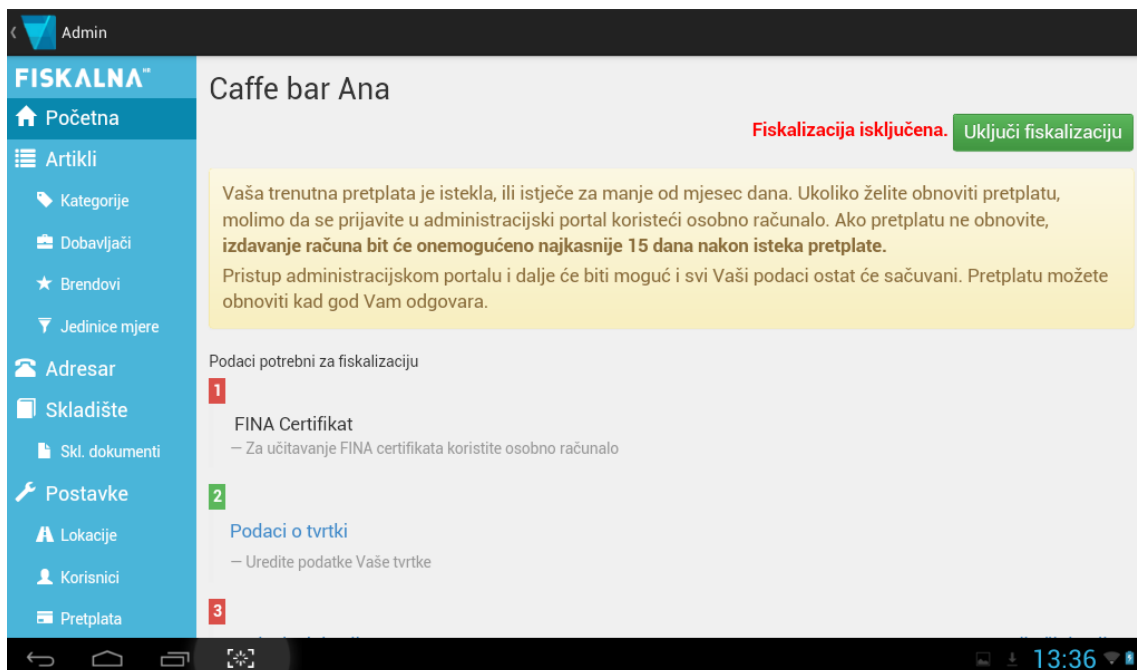 Admin
FISKALNA
Početna
Artikli
Kategorije
Dobavljači
Brendovi
Jedinice mjere
Adresar
Skladište
Skl. dokumenti
Postavke
Lokacije
Korisnici
Pretplata
Caffe bar Ana
Fiskalizacija isključena. Uključi fiskalizaciju
Vaša trenutna pretplata je istekla, ili istječe za manje od mjesec dana. Ukoliko želite obnoviti pretplatu,
molimo da se prijavite u administracijski portal koristeći osobno računalo. Ako pretplatu ne obnovite,
izdavanje računa bit će onemogućeno najkasnije 15 dana nakon isteka pretplate.
Pristup administracijskom portalu i dalje će biti moguć i svi Vaši podaci ostat će sačuvani. Pretplatu možete
obnoviti kad god Vam odgovara.
Podaci potrebni za fiskalizaciju
1
FINA Certifikat
— Za učitavanje FINA certifikata koristite osobno računalo
2
Podaci o tvrtki
— Uredite podatke Vaše tvrtke
3
13:36